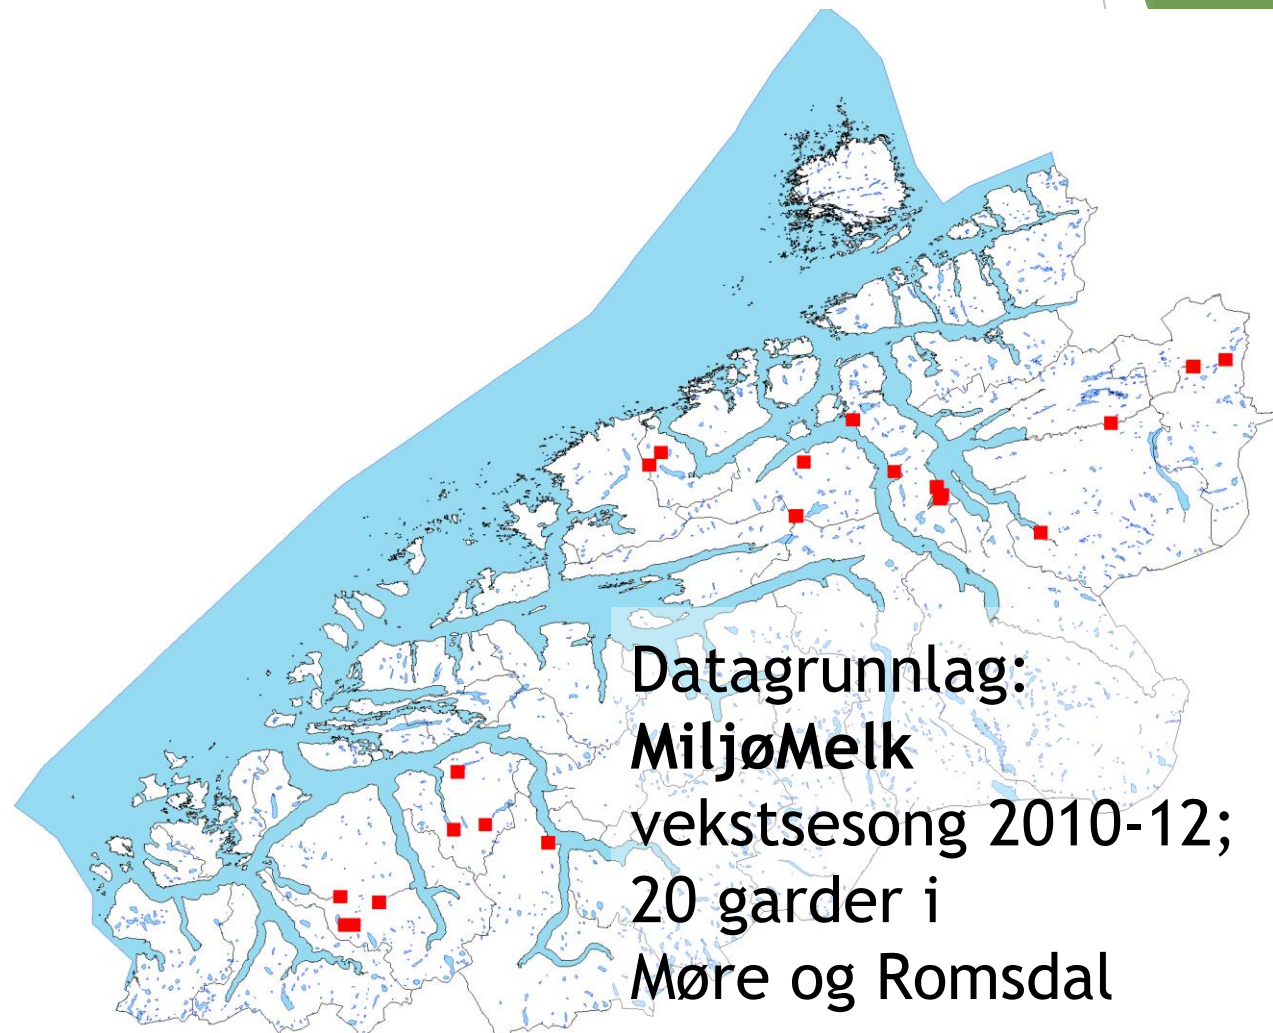 Datagrunnlag:
MiljøMelk
vekstsesong 2010-12;
20 garder i
Møre og Romsdal